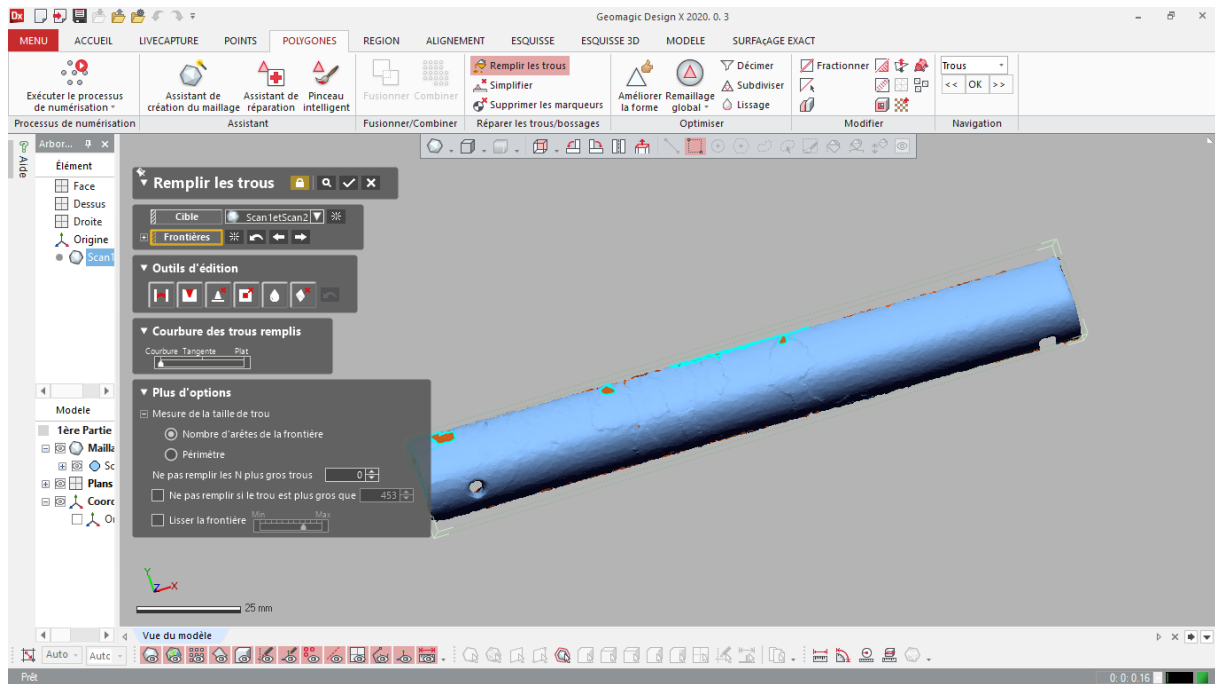 Dx
Geomagic Design X 2020. 0. 3
MENU ACCUEIL LIVECAPTURE POINTS POLYGONES REGION ALIGNEMENT ESQUISSE ESQUISSE 3D MODELE SURFAÇAGE EXACT
Exécuter le processus
de numérisation
Assistant de
création du maillage
Assistant de
réparation
Pinceau
intelligent
Fusionner Combiner
Remplir les trous
Simplifier
Supprimer les marqueurs
Améliorer
la forme
Remaillage
global
Décimer
Subdiviser
Lissage
Fractionner
Trous
<< OK >>
Processus de numérisation Assistant Fusionner/Combiner Réparer les trous/bossages Optimiser Modifier Navigation
Aide
Arbor...
Élément
Face
Dessus
Droite
Origine
Scan1
Remplir les trous
Cible Scan1etScan2
Frontières
Outils d'édition
Courbure des trous remplis
Courbure Tangente Plat
Plus d'options
Mesure de la taille de trou
Nombre d'arêtes de la frontière
Périmètre
Ne pas remplir les N plus gros trous 0
Ne pas remplir si le trou est plus gros que 453
Lisser la frontière Min Max
Modele
1ère Partie
Mailla
Sc
Plans
Coord
Or
Y
Z X
25 mm
Vue du modèle
Auto Autc
Prêt
0: 0: 0.16